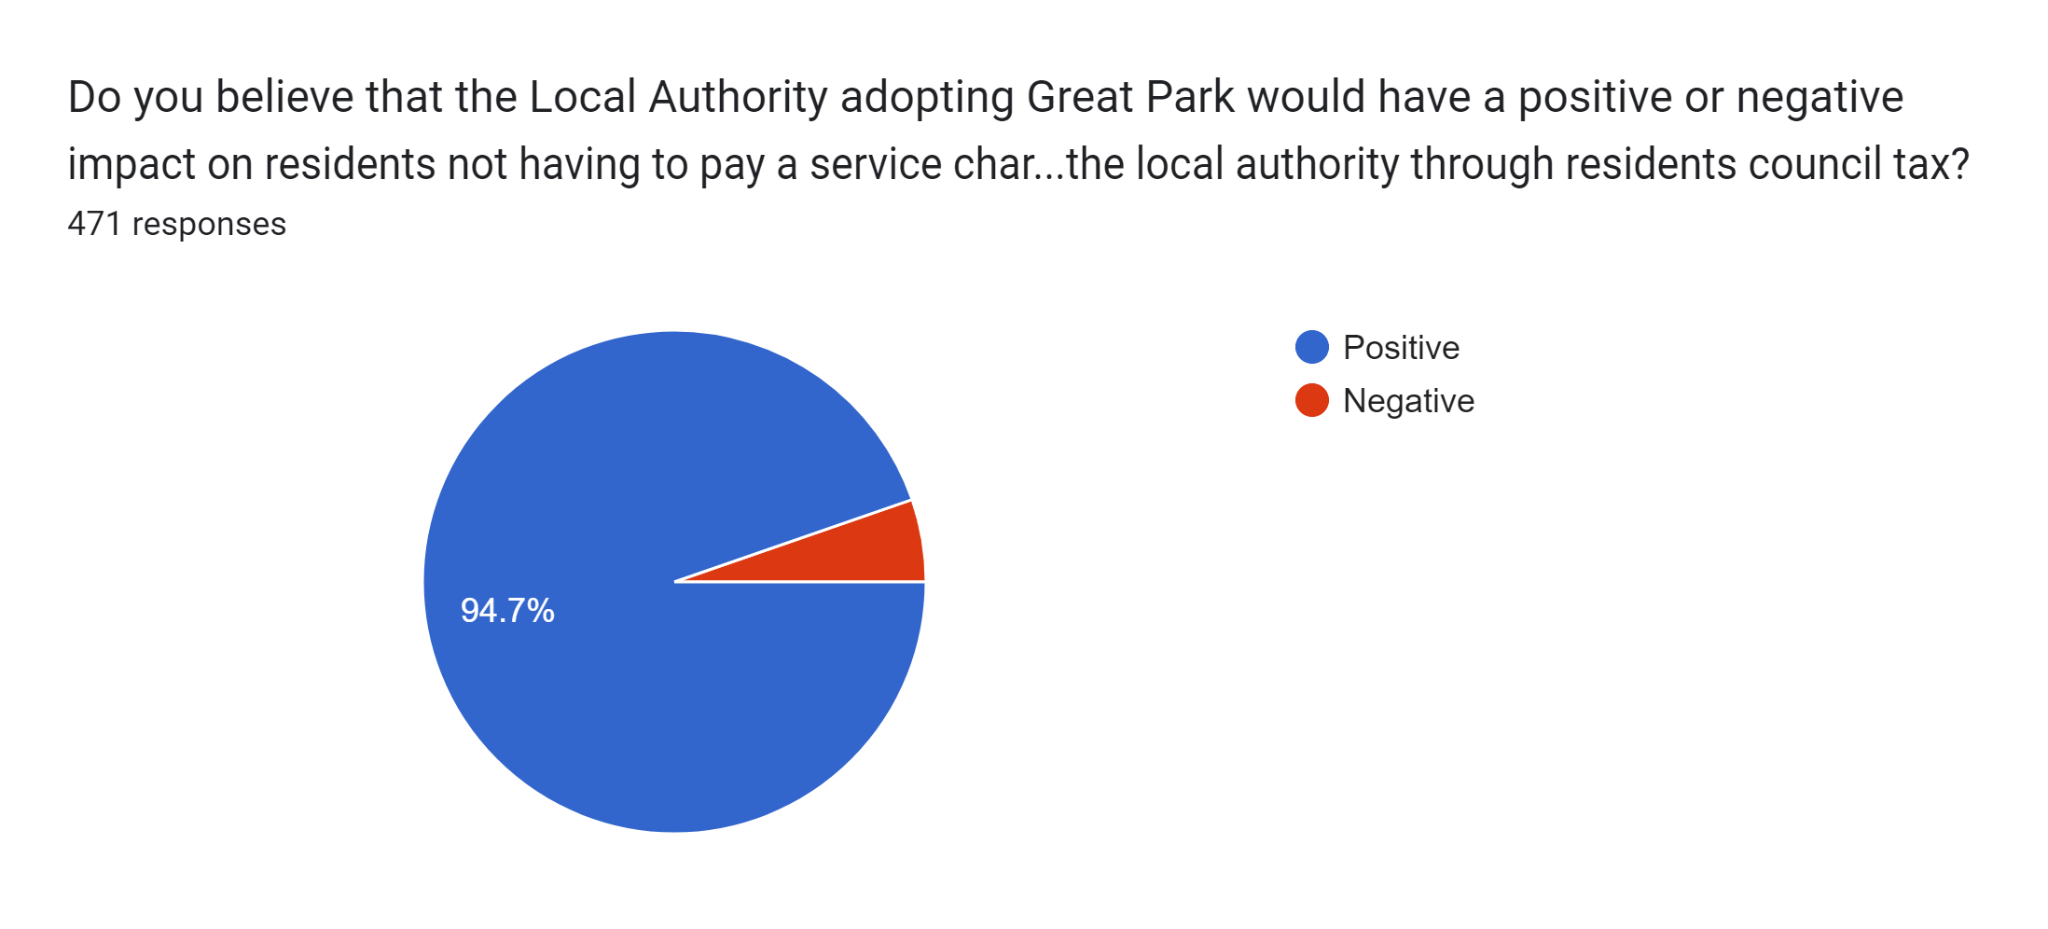 Do you believe that the Local Authority adopting Great Park would have a positive or negative
impact on residents not having to pay a service char...the local authority through residents council tax?
471 responses
Positive
Negative
94.7%